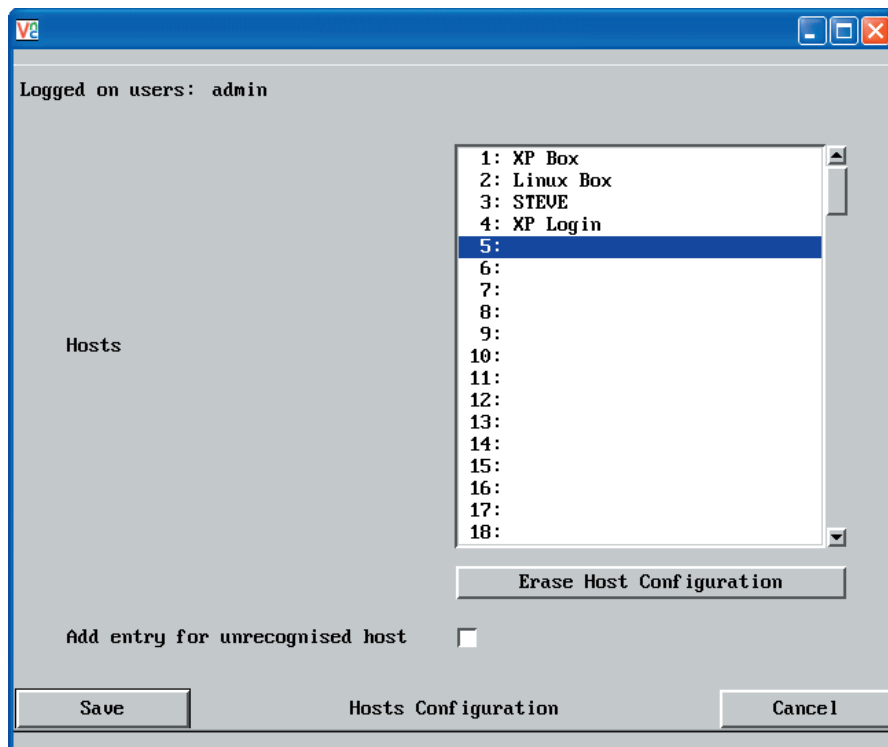 Logged on users: admin
1: XP Box
2: Linux Box
3: STEVE
4: XP Login
5:
6:
7:
8:
9:
10:
11:
12:
13:
14:
15:
16:
17:
18:
Hosts
Erase Host Configuration
Add entry for unrecognised host
Save
Hosts Configuration
Cancel